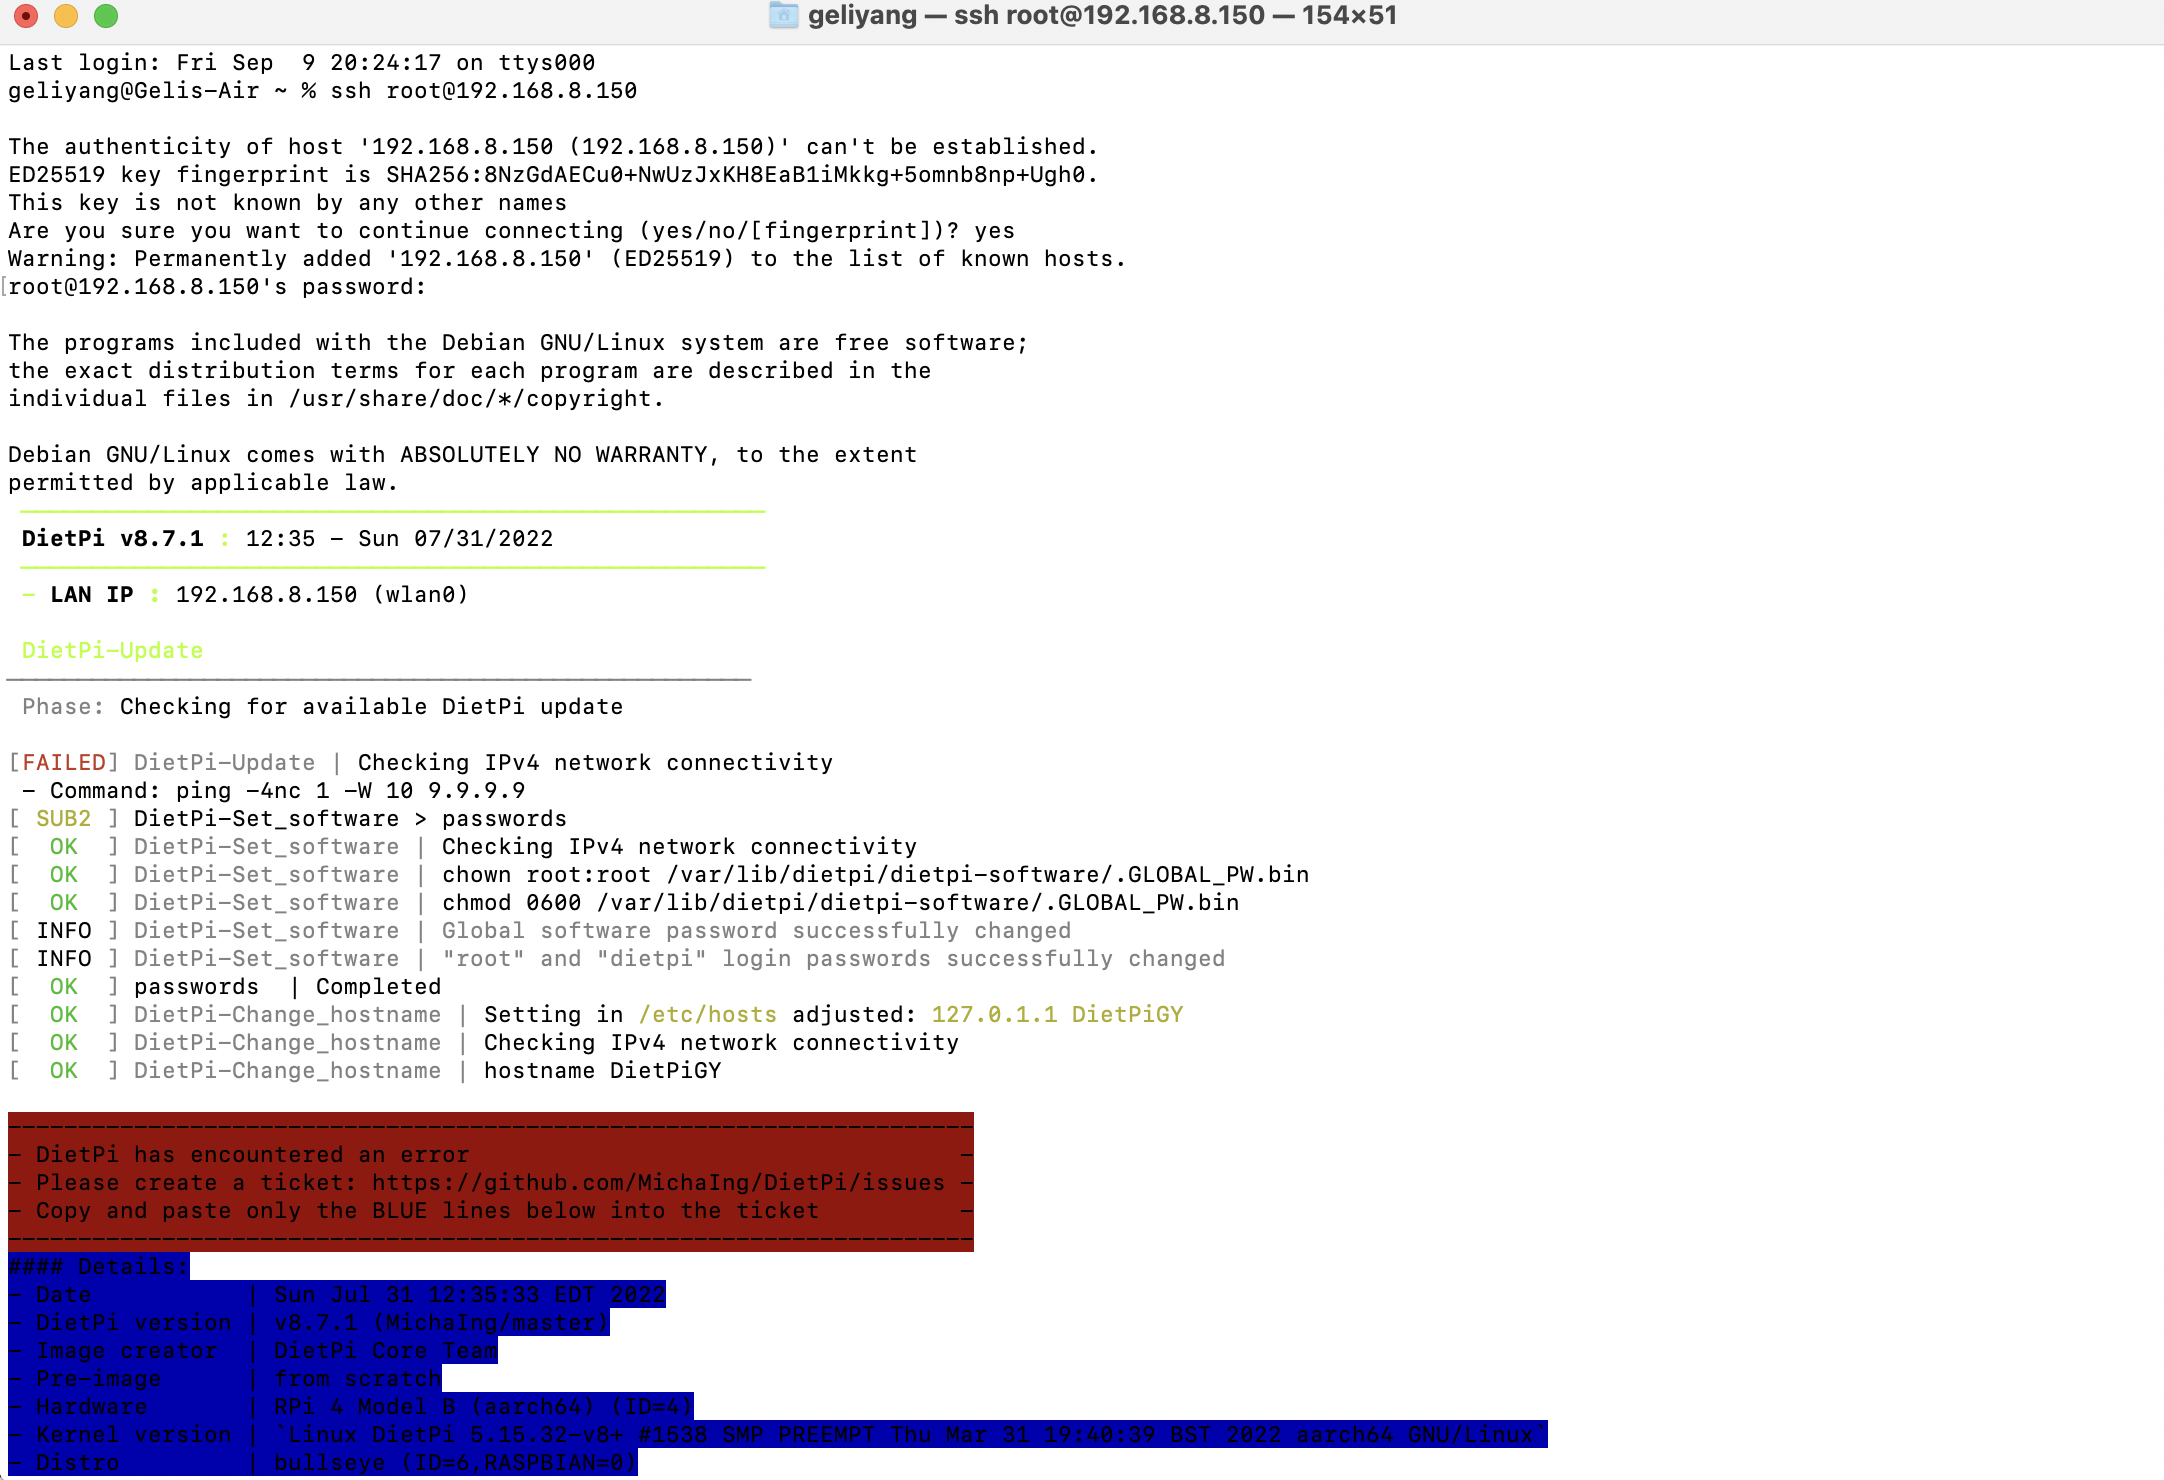 geliyang — ssh root@192.168.8.150 — 154×51
Last login: Fri Sep  9 20:24:17 on ttys000
geliyang@Gelis-Air ~ % ssh root@192.168.8.150
The authenticity of host '192.168.8.150 (192.168.8.150)' can't be established.
ED25519 key fingerprint is SHA256:8NzGdAECu0+NwUzJxKH8EaB1iMkkg+5omnb8np+Ugh0.
This key is not known by any other names
Are you sure you want to continue connecting (yes/no/[fingerprint])? yes
Warning: Permanently added '192.168.8.150' (ED25519) to the list of known hosts.
[root@192.168.8.150's password:
The programs included with the Debian GNU/Linux system are free software;
the exact distribution terms for each program are described in the
individual files in /usr/share/doc/*/copyright.
Debian GNU/Linux comes with ABSOLUTELY NO WARRANTY, to the extent
permitted by applicable law.
DietPi v8.7.1 : 12:35 - Sun 07/31/2022
- LAN IP : 192.168.8.150 (wlan0)
DietPi-Update
Phase: Checking for available DietPi update
[FAILED] DietPi-Update | Checking IPv4 network connectivity
- Command: ping -4nc 1 -W 10 9.9.9.9
[ SUB2 ] DietPi-Set_software > passwords
[  OK  ] DietPi-Set_software | Checking IPv4 network connectivity
[  OK  ] DietPi-Set_software | chown root:root /var/lib/dietpi/dietpi-software/.GLOBAL_PW.bin
[  OK  ] DietPi-Set_software | chmod 0600 /var/lib/dietpi/dietpi-software/.GLOBAL_PW.bin
[ INFO ] DietPi-Set_software | Global software password successfully changed
[ INFO ] DietPi-Set_software | "root" and "dietpi" login passwords successfully changed
[  OK  ] passwords  | Completed
[  OK  ] DietPi-Change_hostname | Setting in /etc/hosts adjusted: 127.0.1.1 DietPiGY
[  OK  ] DietPi-Change_hostname | Checking IPv4 network connectivity
[  OK  ] DietPi-Change_hostname | hostname DietPiGY
---------------------------------------------------------------------
- DietPi has encountered an error                                   -
- Please create a ticket: https://github.com/MichaIng/DietPi/issues -
- Copy and paste only the BLUE lines below into the ticket          -
---------------------------------------------------------------------
#### Details:
- Date           | Sun Jul 31 12:35:33 EDT 2022
- DietPi version | v8.7.1 (MichaIng/master)
- Image creator  | DietPi Core Team
- Pre-image      | from scratch
- Hardware       | RPi 4 Model B (aarch64) (ID=4)
- Kernel version | `Linux DietPi 5.15.32-v8+ #1538 SMP PREEMPT Thu Mar 31 19:40:39 BST 2022 aarch64 GNU/Linux`
- Distro         | bullseye (ID=6,RASPBIAN=0)